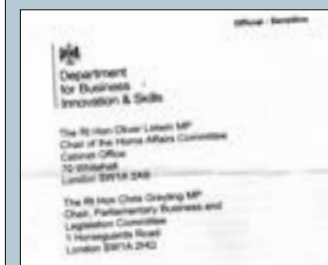 Official - Sensitive
Department
for Business
Innovation & Skills
The Rt Hon Oliver Letwin MP
Chair of the Home Affairs Committee
Cabinet Office
70 Whitehall
London SW1A 2AS
The Rt Hon Chris Grayling MP
Chair, Parliamentary Business and
Legislation Committee
1 Horseguards Road
London SW1A 2HQ